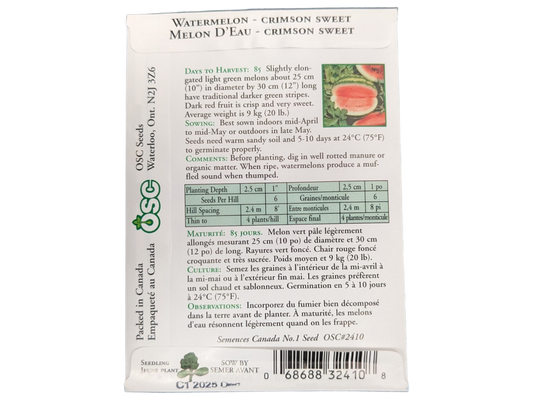 Watermelon - crimson sweet
Melon D'Eau - crimson sweet
Days to Harvest: 85 Slightly elon-
gated light green melons about 25 cm
(10") in diameter by 30 cm (12") long
have traditional darker green stripes.
Dark red fruit is crisp and very sweet.
Average weight is 9 kg (20 lb.)
Sowing: Best sown indoors mid-April
to mid-May or outdoors in late May.
Seeds need warm sandy soil and 5-10 days at 24°C (75°F)
to germinate properly.
Comments: Before planting, dig in well rotted manure or
organic matter. When ripe, watermelons produce a muf-
fled sound when thumped.
Planting Depth 2.5 cm 1" Profondeur 2.5 cm 1 po
Seeds Per Hill 6 Graines/monticule 6
Hill Spacing 2.4 m 8' Entre monticules 2,4 m 8 pi
Thin to 4 plants/hill Espace final 4 plantes/monticule
Maturité: 85 jours. Melon vert pâle légèrement
allongés mesurant 25 cm (10 po) de diamètre et 30 cm
(12 po) de long. Rayures vert foncé. Chair rouge foncé
croquante et très sucrée. Poids moyen et 9 kg (20 lb)
Culture: Semez les graines à l'intérieur de la mi-avril à
la mi-mai ou à l'extérieur fin mai. Les graines préfèrent
un sol chaud et sablonneux. Germination en 5 à 10 jours
à 24°C (75°F).
Observations: Incorporez du fumier bien décomposé
dans la terre avant de planter. À maturité, les melons
d'eau résonnent légèrement quand on les frappe.
Semences Canada No.1 Seed OSC#2410
OSC Seeds
Waterloo, Ont. N2J 3Z6
OSC
Packed in Canada
Empaqueté au Canada
Seedling
Jeune plant
SOW BY
SEMER AVANT
CT 2025
0 68688 32410 8